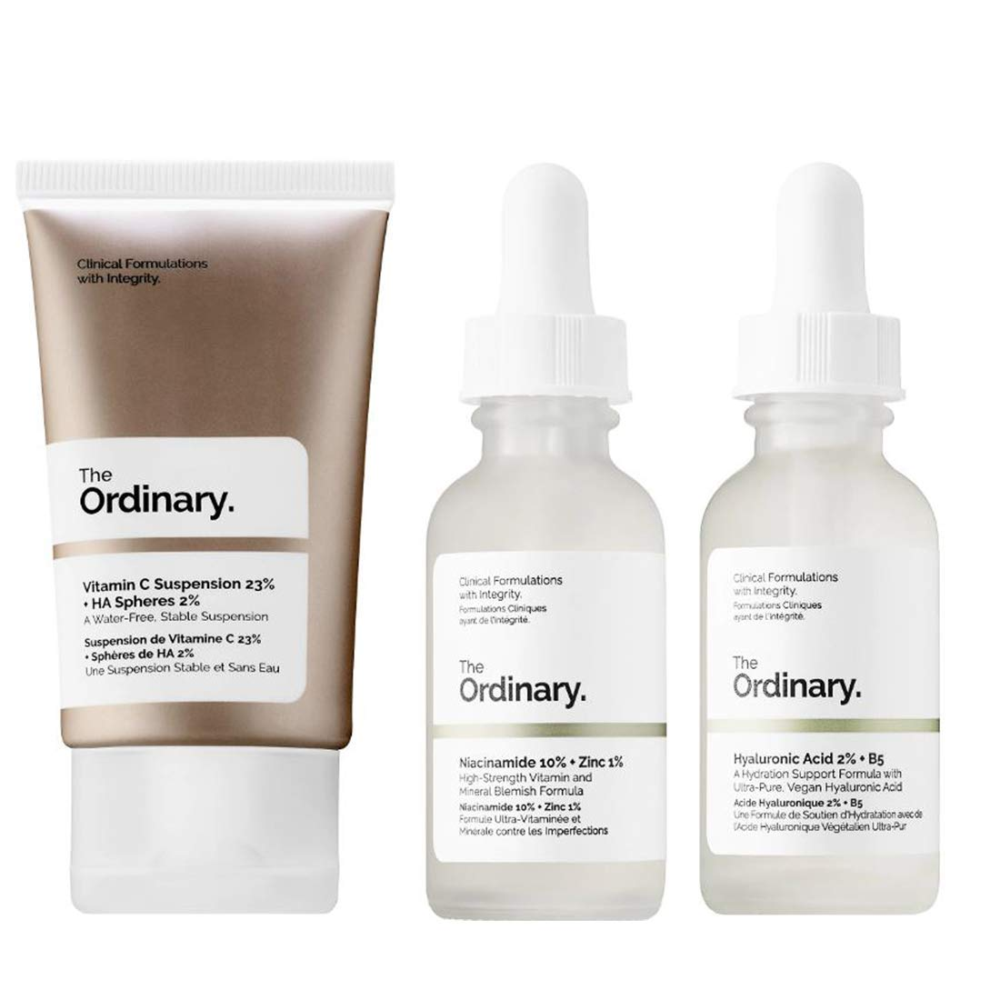 Clinical Formulations
with Integrity.
The
Ordinary.
Vitamin C Suspension 23%
+ HA Spheres 2%
A Water-Free, Stable Suspension
Suspension de Vitamine C 23%
+ Sphères de HA 2%
Une Suspension Stable et Sans Eau
Clinical Formulations
with Integrity.
Formulations Cliniques
ayant de l'intégrité.
The
Ordinary.
Niacinamide 10% + Zinc 1%
High-Strength Vitamin and
Mineral Blemish Formula
Niacinamide 10% + Zinc 1%
Formule Ultra-Vitaminée et
Minérale contre les Imperfections
Clinical Formulations
with Integrity.
Formulations Cliniques
ayant de l'intégrité.
The
Ordinary.
Hyaluronic Acid 2% + B5
A Hydration Support Formula with
Ultra-Pure, Vegan Hyaluronic Acid
Acide Hyaluronique 2% + B5
Une Formule de Soutien d'Hydratation avec de
l'Acide Hyaluronique Végétalien Ultra-Pur